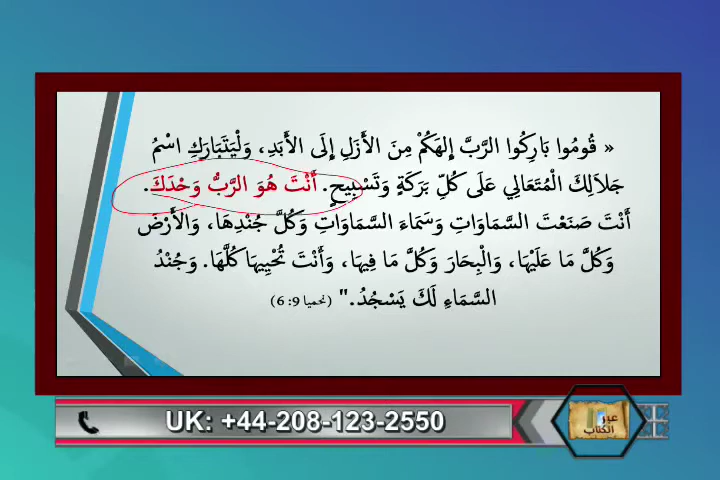 « قُومُوا بَارِكُوا الرَّبَّ إِلهَكُمْ مِنَ الأَزَلِ إِلَى الأَبَدِ، وَلْيَتَبَارَكِ اسْمُ
جَلاَلِكَ الْمُتَعَالِي عَلَى كُلِّ بَرَكَةٍ وَتَسْبِيحٍ. أَنْتَ هُوَ الرَّبُّ وَحْدَكَ.
أَنْتَ صَنَعْتَ السَّمَاوَاتِ وَسَمَاءَ السَّمَاوَاتِ وَكُلَّ جُنْدِهَا، وَالأَرْضَ
وَكُلَّ مَا عَلَيْهَا، وَالْبِحَارَ وَكُلَّ مَا فِيهَا، وَأَنْتَ تُحْيِيهَا كُلَّهَا. وَجُنْدُ
السَّمَاءِ لَكَ يَسْجُدُ." (نحميا 9: 6)
UK: +44-208-123-2550
الكتاب